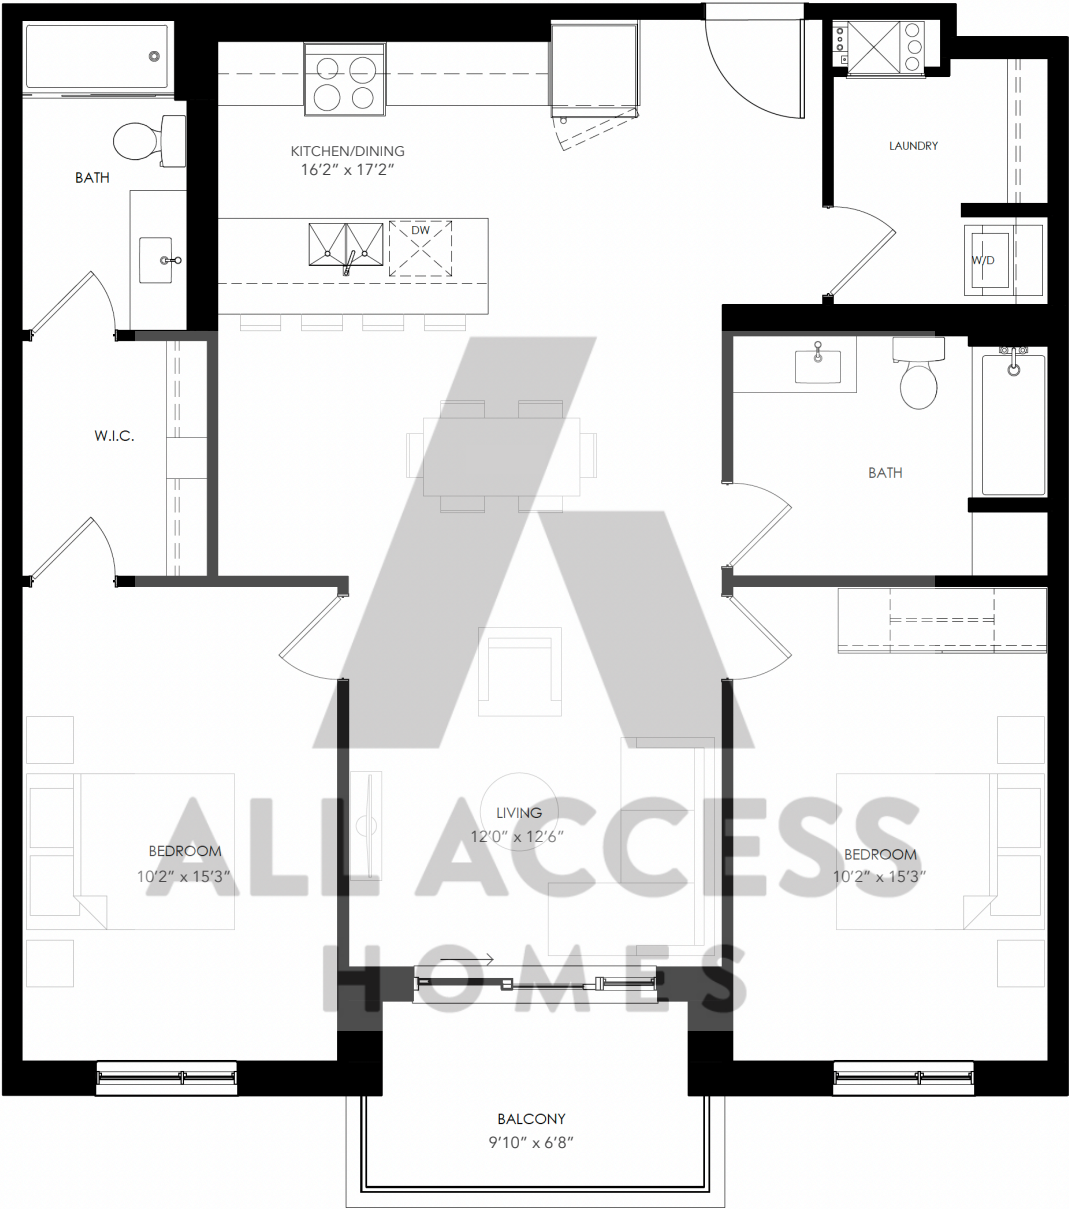 KITCHEN/DINING
16'2" x 17'2"
LAUNDRY
BATH
DW
W/D
W.I.C.
BATH
LIVING
12'0" x 12'6"
BEDROOM
10'2" x 15'3"
BEDROOM
10'2" x 15'3"
ALL ACCESS
HOMES
BALCONY
9'10" x 6'8"